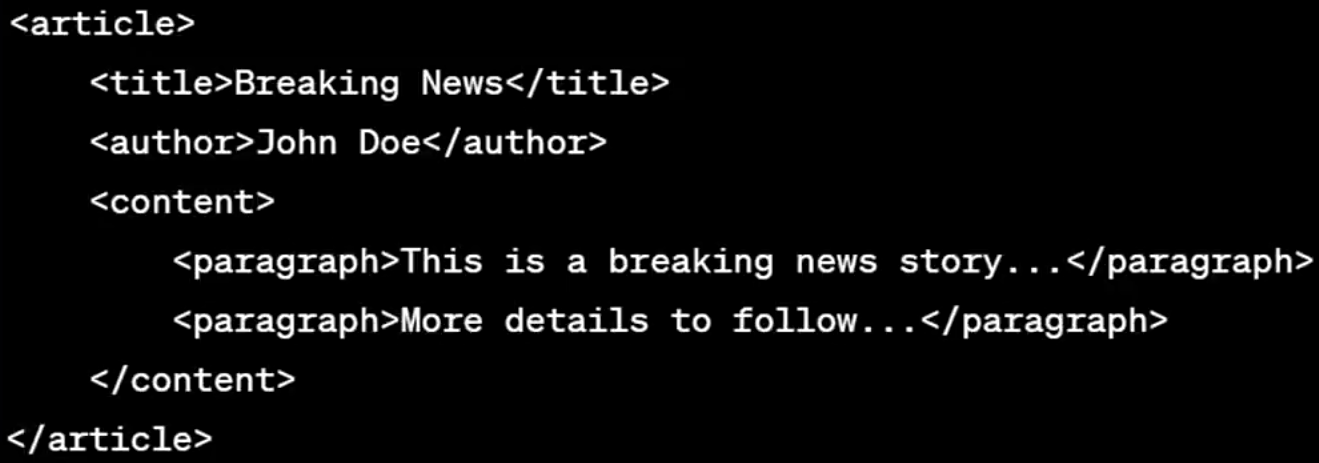 <article>
    <title>Breaking News</title>
    <author>John Doe</author>
    <content>
        <paragraph>This is a breaking news story...</paragraph>
        <paragraph>More details to follow...</paragraph>
    </content>
</article>